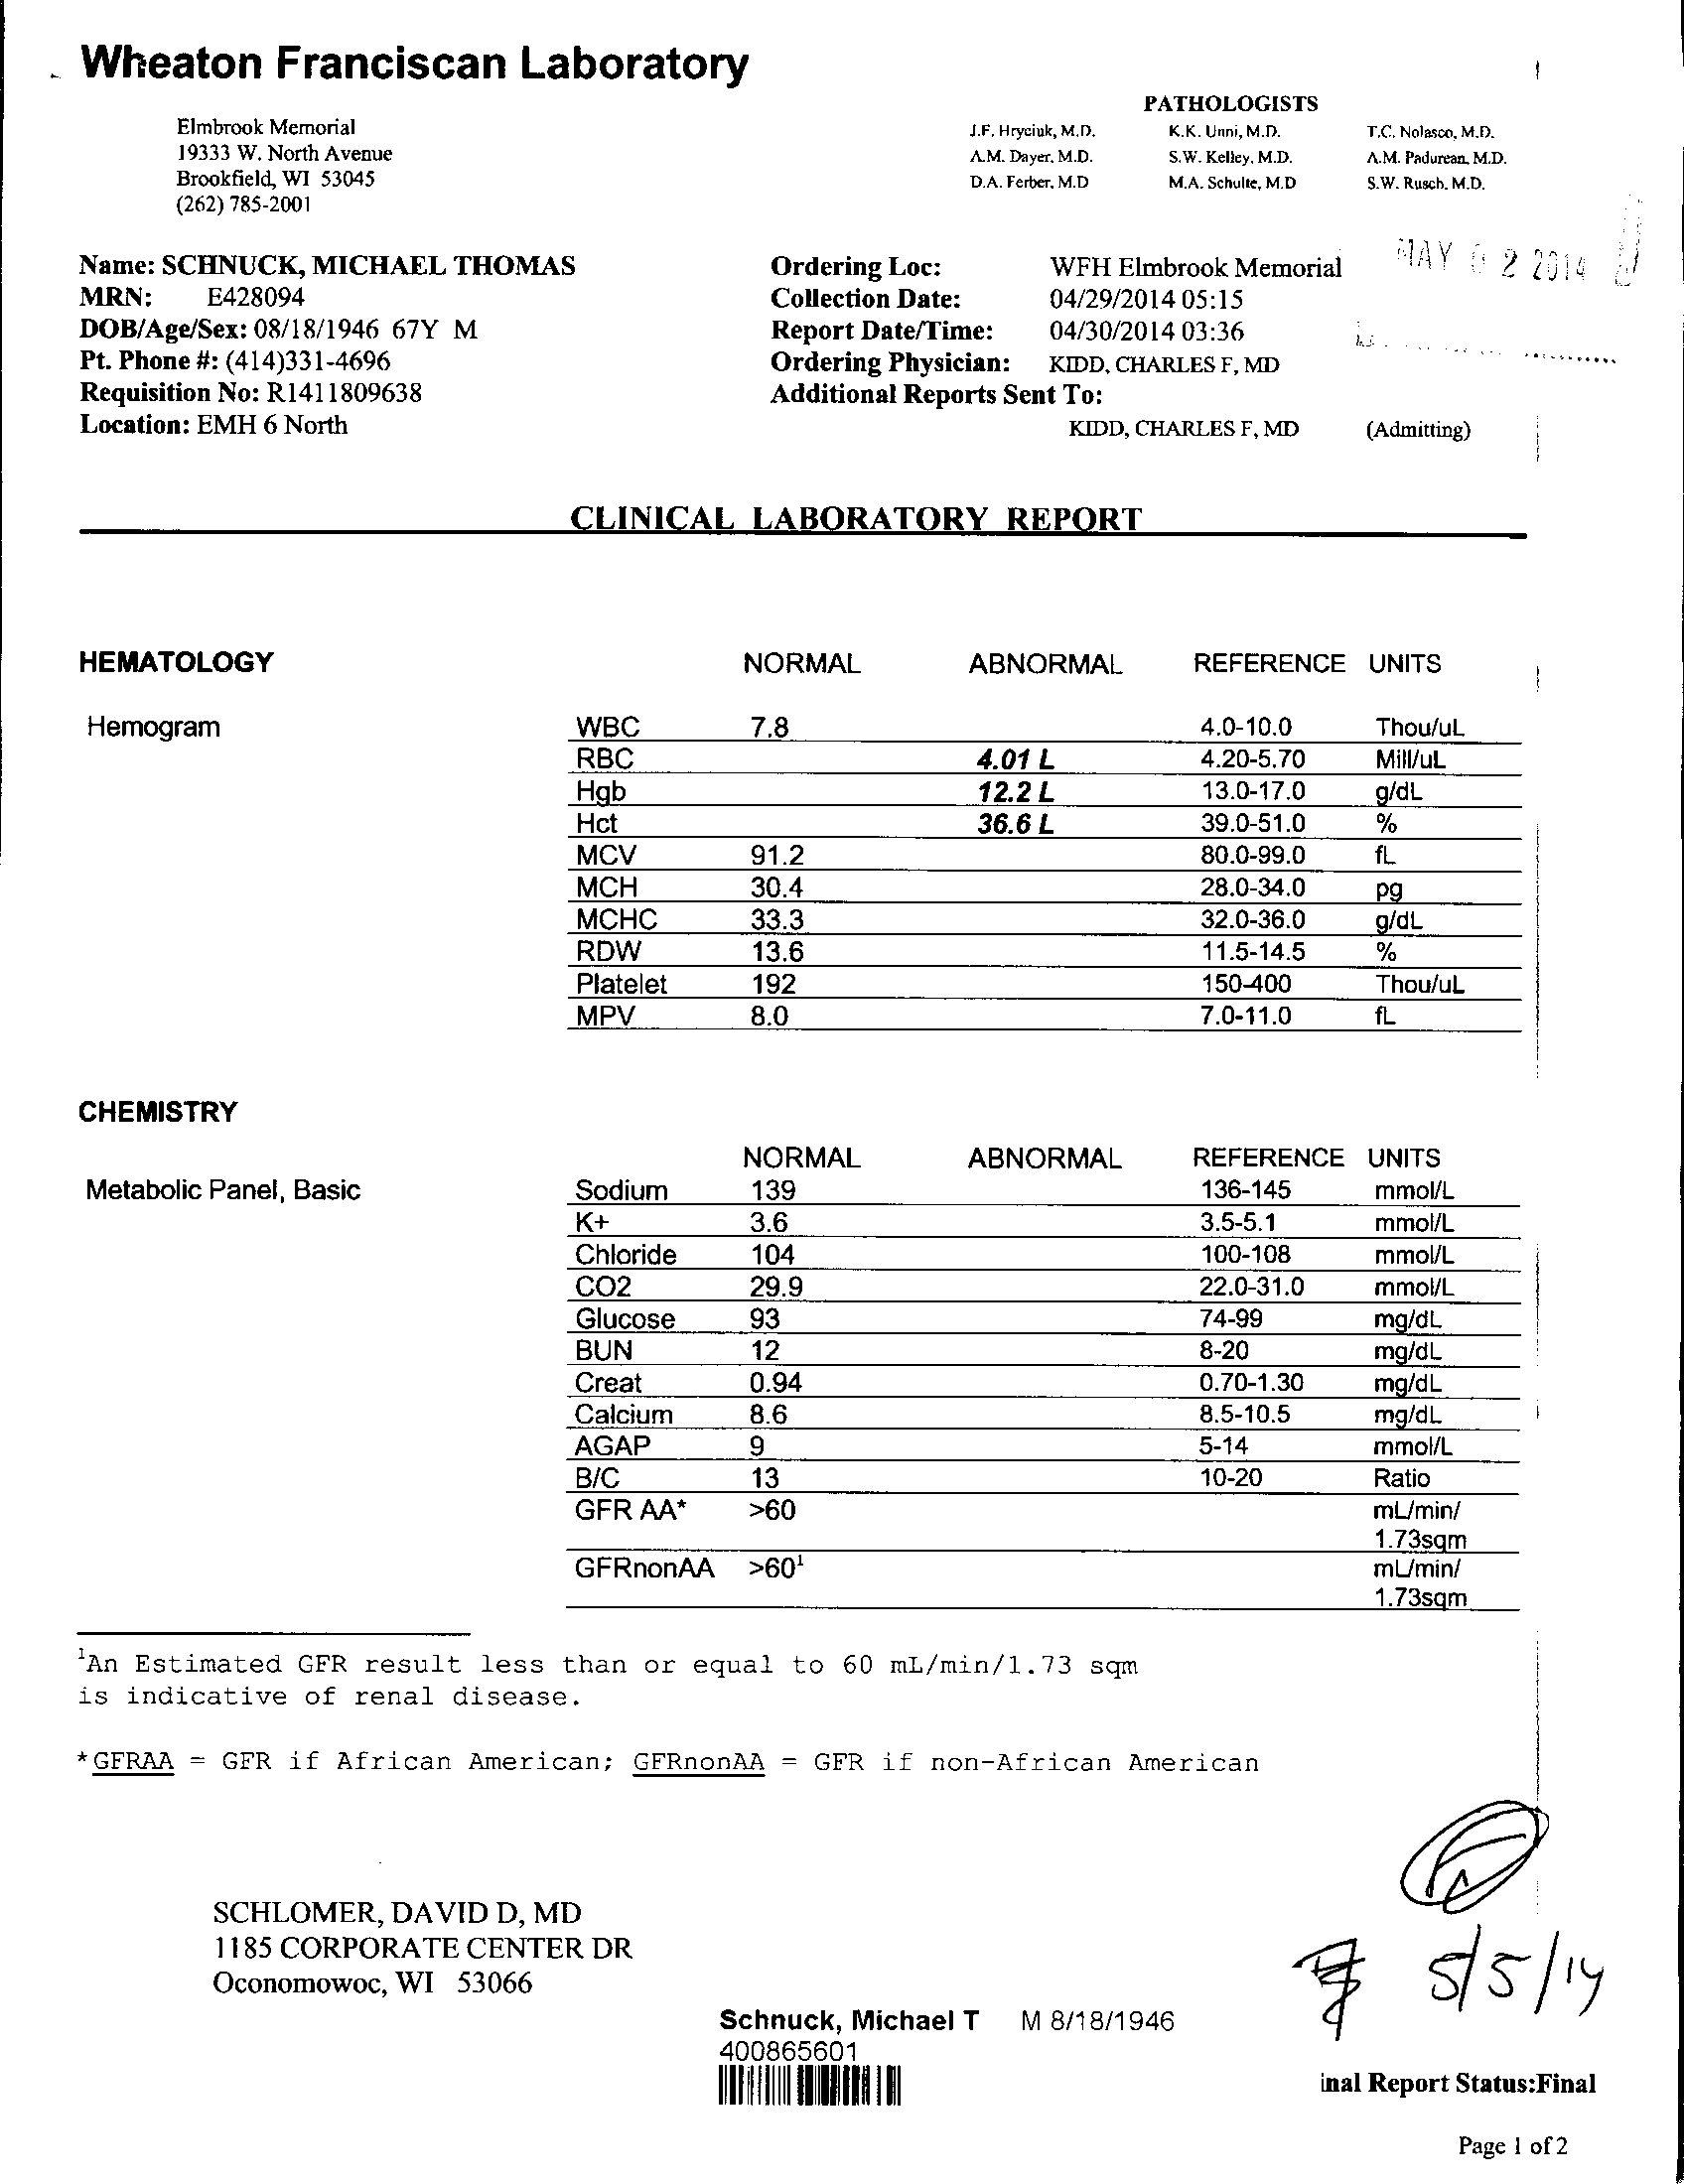 Wheaton Franciscan Laboratory
Elmbrook Memorial
19333 W. North Avenue
Brookfield, WI 53045
(262) 785-2001
PATHOLOGISTS
J.F. Hryciuk, M.D. K.K. Unni, M.D. T.C. Nolasco, M.D.
A.M. Dayer, M.D. S.W. Kelley, M.D. A.M. Padurean, M.D.
D.A. Ferber, M.D M.A. Schulte, M.D S.W. Rusch, M.D.
MAY 02 2014
Name: SCHNUCK, MICHAEL THOMAS
MRN: E428094
DOB/Age/Sex: 08/18/1946 67Y M
Pt. Phone #: (414)331-4696
Requisition No: R1411809638
Location: EMH 6 North
Ordering Loc: WFH Elmbrook Memorial
Collection Date: 04/29/2014 05:15
Report Date/Time: 04/30/2014 03:36
Ordering Physician: KIDD, CHARLES F, MD
Additional Reports Sent To:
KIDD, CHARLES F, MD (Admitting)
CLINICAL LABORATORY REPORT
HEMATOLOGY NORMAL ABNORMAL REFERENCE UNITS
Hemogram WBC 7.8 4.0-10.0 Thou/uL
RBC 4.01 L 4.20-5.70 Mill/uL
Hgb 12.2 L 13.0-17.0 g/dL
Hct 36.6 L 39.0-51.0 %
MCV 91.2 80.0-99.0 fL
MCH 30.4 28.0-34.0 pg
MCHC 33.3 32.0-36.0 g/dL
RDW 13.6 11.5-14.5 %
Platelet 192 150-400 Thou/uL
MPV 8.0 7.0-11.0 fL
CHEMISTRY
NORMAL ABNORMAL REFERENCE UNITS
Metabolic Panel, Basic Sodium 139 136-145 mmol/L
K+ 3.6 3.5-5.1 mmol/L
Chloride 104 100-108 mmol/L
CO2 29.9 22.0-31.0 mmol/L
Glucose 93 74-99 mg/dL
BUN 12 8-20 mg/dL
Creat 0.94 0.70-1.30 mg/dL
Calcium 8.6 8.5-10.5 mg/dL
AGAP 9 5-14 mmol/L
B/C 13 10-20 Ratio
GFR AA* >60 mL/min/
1.73sqm
GFRnonAA >60¹ mL/min/
1.73sqm
¹An Estimated GFR result less than or equal to 60 mL/min/1.73 sqm
is indicative of renal disease.
*GFRAA = GFR if African American; GFRnonAA = GFR if non-African American
SCHLOMER, DAVID D, MD
1185 CORPORATE CENTER DR
Oconomowoc, WI 53066
5/5/14
Schnuck, Michael T M 8/18/1946
400865601
inal Report Status:Final
Page 1 of 2